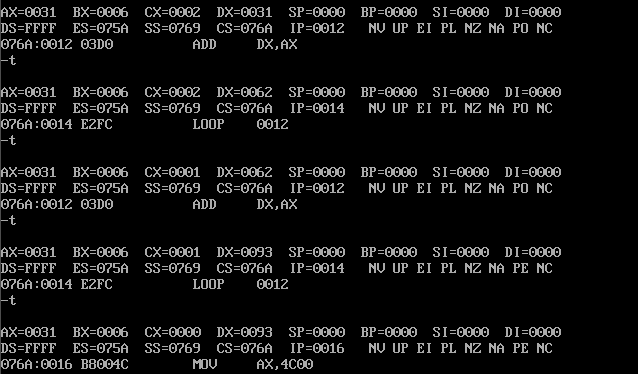 AX=0031  BX=0006  CX=0002  DX=0031  SP=0000  BP=0000  SI=0000  DI=0000
DS=FFFF  ES=075A  SS=0769  CS=076A  IP=0012   NV UP EI PL NZ NA PO NC
076A:0012 03D0          ADD     DX,AX
-t
AX=0031  BX=0006  CX=0002  DX=0062  SP=0000  BP=0000  SI=0000  DI=0000
DS=FFFF  ES=075A  SS=0769  CS=076A  IP=0014   NV UP EI PL NZ NA PO NC
076A:0014 E2FC          LOOP    0012
-t
AX=0031  BX=0006  CX=0001  DX=0062  SP=0000  BP=0000  SI=0000  DI=0000
DS=FFFF  ES=075A  SS=0769  CS=076A  IP=0012   NV UP EI PL NZ NA PO NC
076A:0012 03D0          ADD     DX,AX
-t
AX=0031  BX=0006  CX=0001  DX=0093  SP=0000  BP=0000  SI=0000  DI=0000
DS=FFFF  ES=075A  SS=0769  CS=076A  IP=0014   NV UP EI PL NZ NA PE NC
076A:0014 E2FC          LOOP    0012
-t
AX=0031  BX=0006  CX=0000  DX=0093  SP=0000  BP=0000  SI=0000  DI=0000
DS=FFFF  ES=075A  SS=0769  CS=076A  IP=0016   NV UP EI PL NZ NA PE NC
076A:0016 B8004C        MOV     AX,4C00